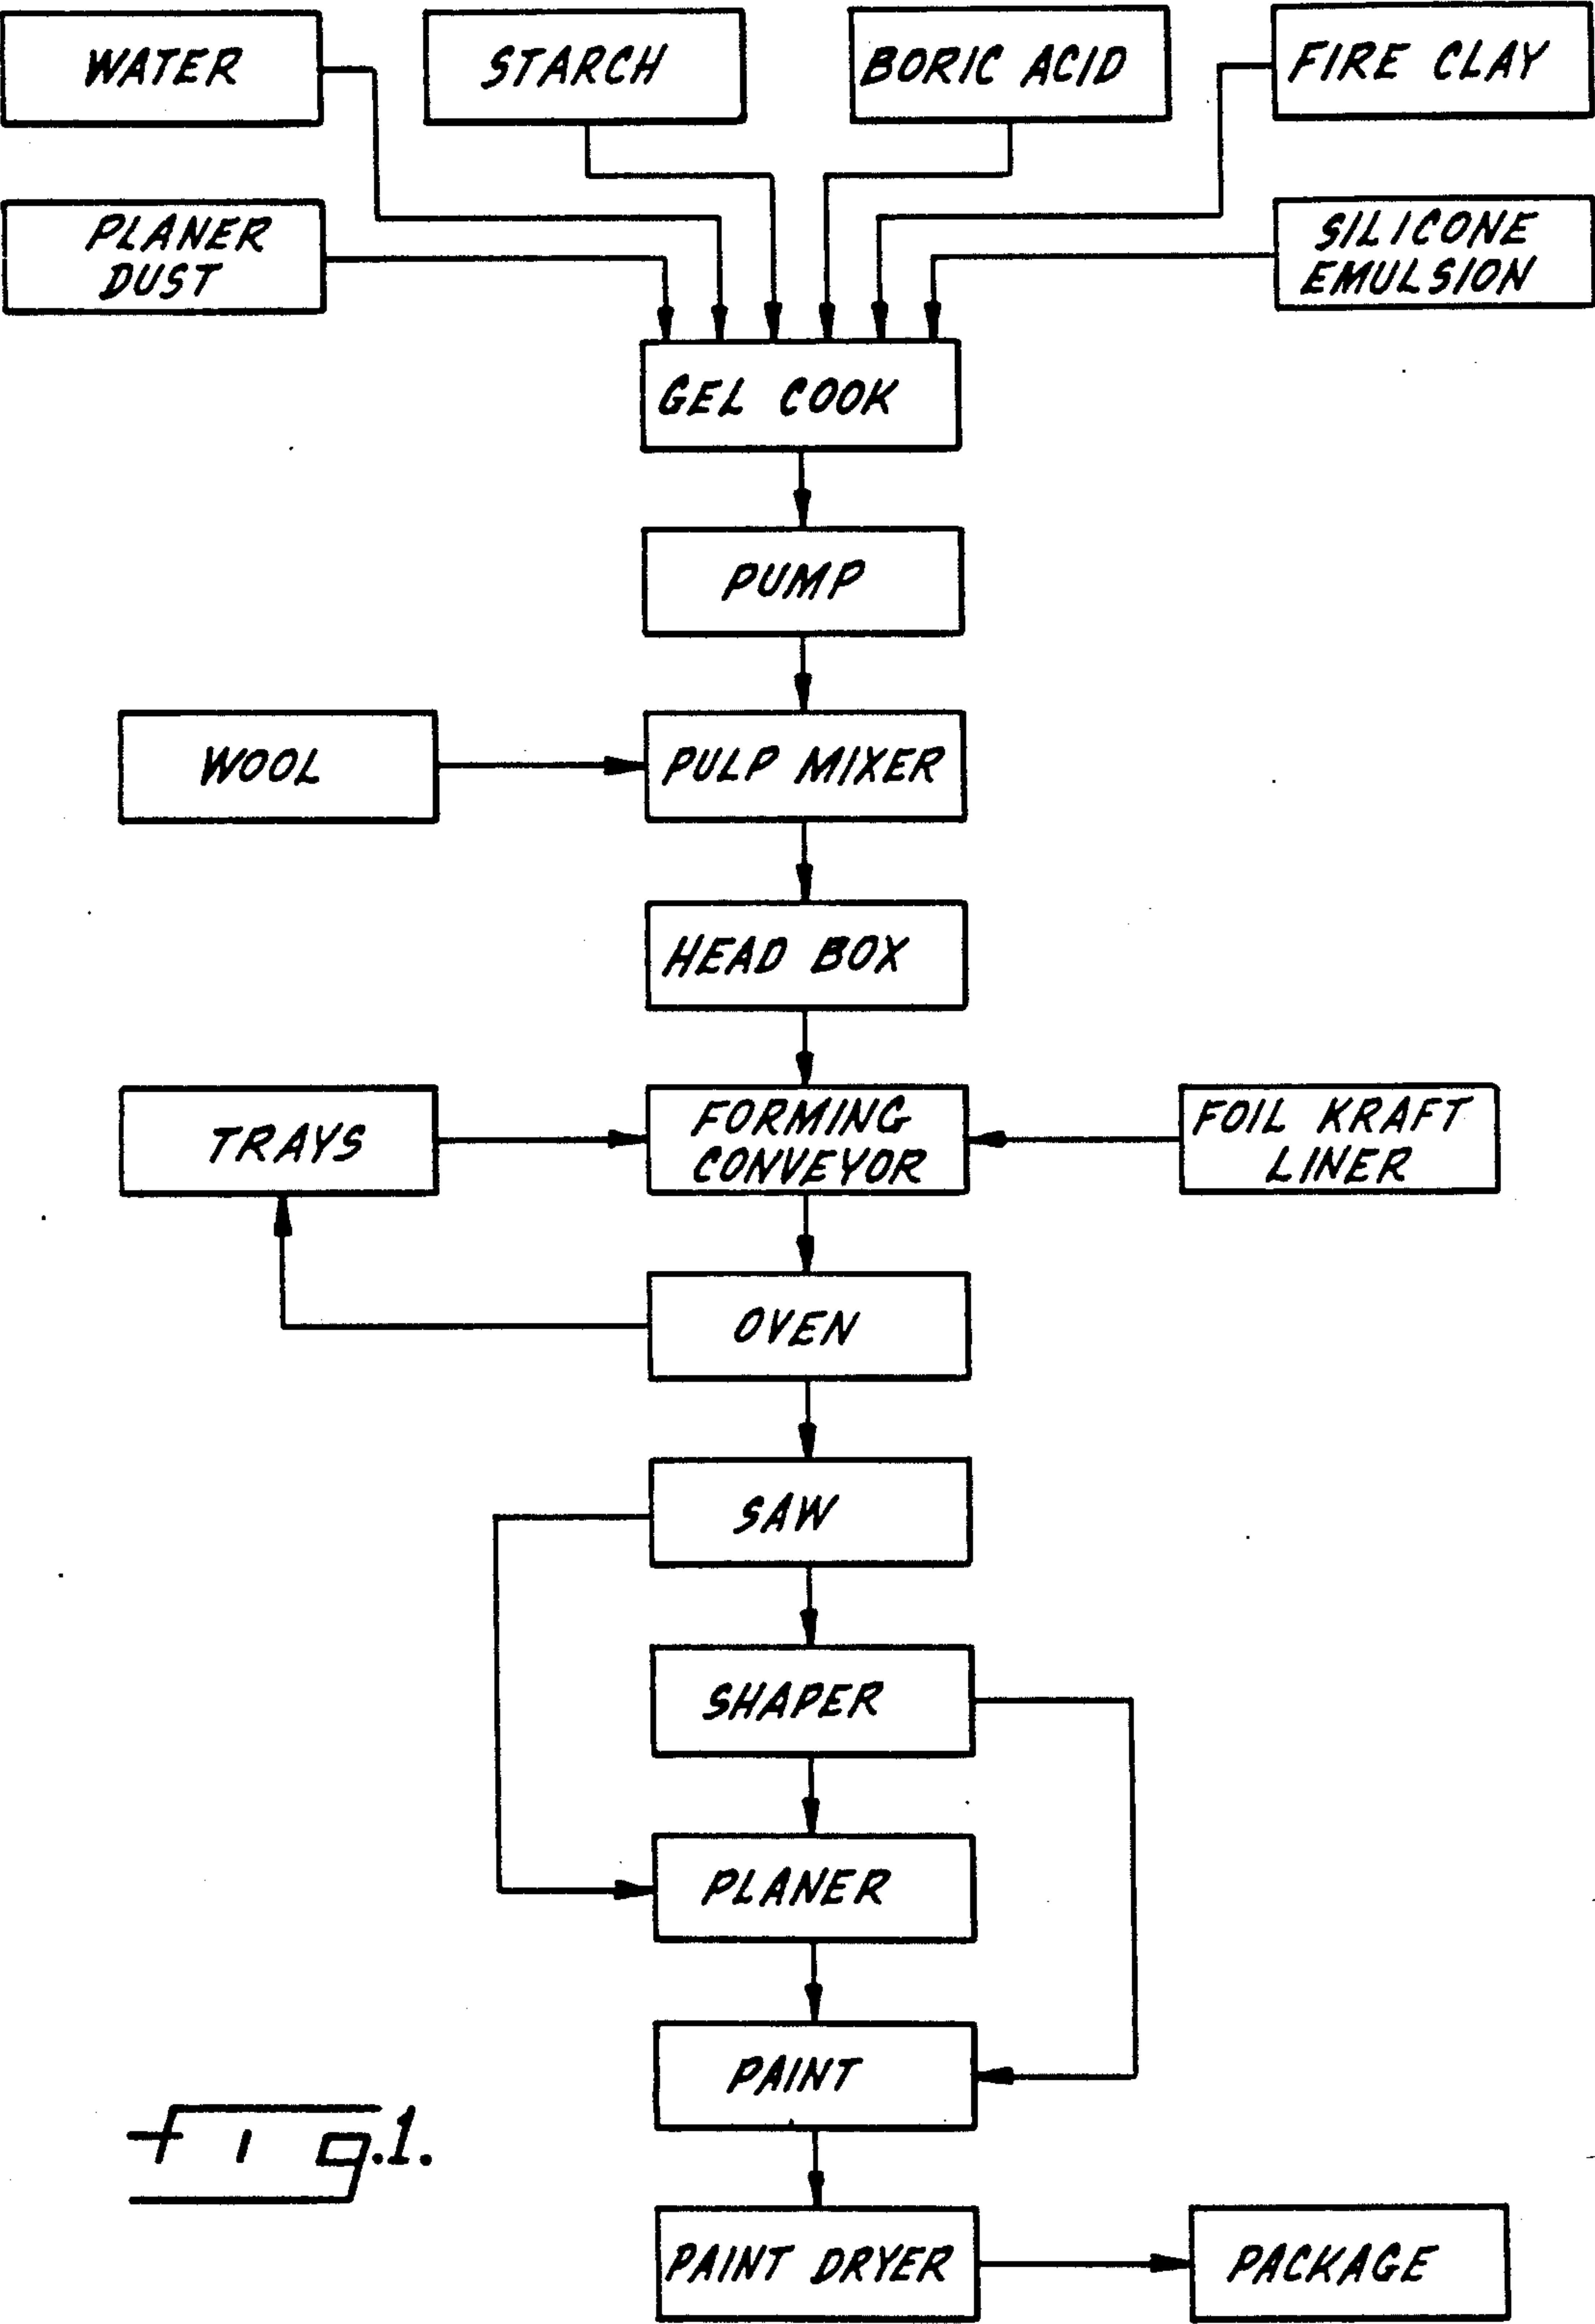 WATER
STARCH
BORIC ACID
FIRE CLAY
PLANER
DUST
SILICONE
EMULSION
GEL COOK
PUMP
WOOL
PULP MIXER
HEAD BOX
TRAYS
FORMING
CONVEYOR
FOIL KRAFT
LINER
OVEN
SAW
SHAPER
PLANER
PAINT
Fig.1.
PAINT DRYER
PACKAGE